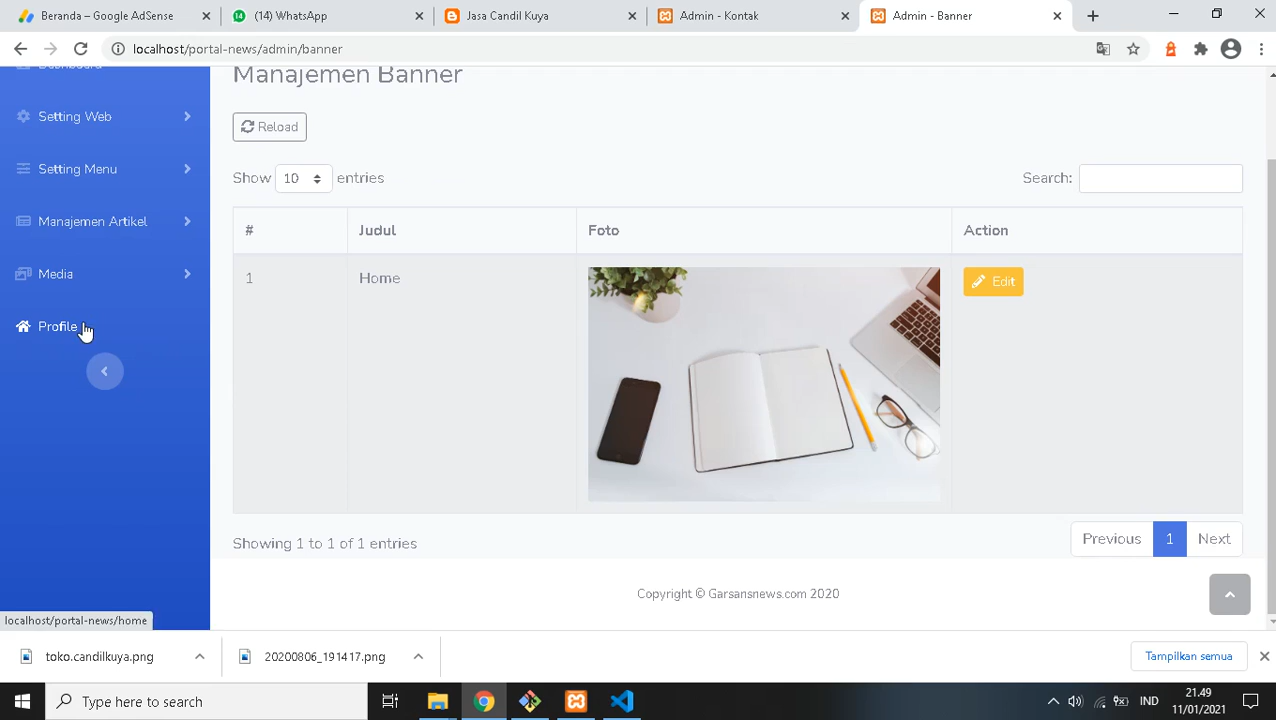 Beranda – Google AdSense
(14) WhatsApp
Jasa Candil Kuya
Admin - Kontak
Admin - Banner
localhost/portal-news/admin/banner
Dashboard
Setting Web
Setting Menu
Manajemen Artikel
Media
Profile
Manajemen Banner
Reload
Show 10 entries
Search:
# Judul Foto Action
1 Home Edit
Showing 1 to 1 of 1 entries
Previous 1 Next
Copyright © Garsansnews.com 2020
localhost/portal-news/home
toko.candilkuya.png
20200806_191417.png
Tampilkan semua
Type here to search
IND
21.49
11/01/2021